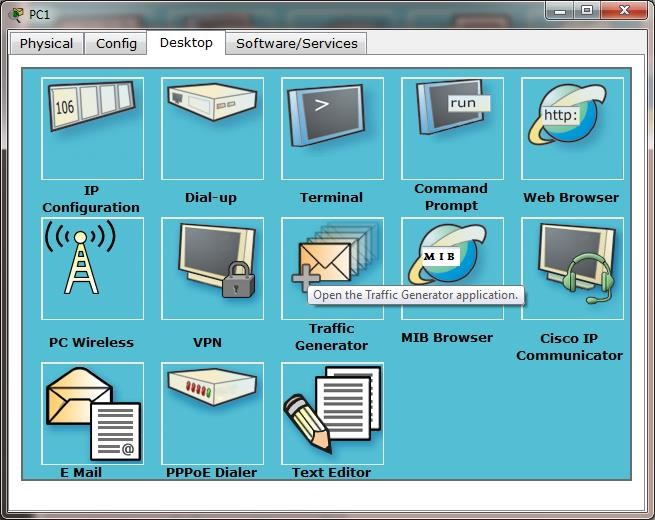 PC1
Physical Config Desktop Software/Services
106
>
run
http:
IP
Configuration
Dial-up
Terminal
Command
Prompt
Web Browser
MIB
Open the Traffic Generator application.
PC Wireless
VPN
Traffic
Generator
MIB Browser
Cisco IP
Communicator
@
E Mail
PPPoE Dialer
Text Editor